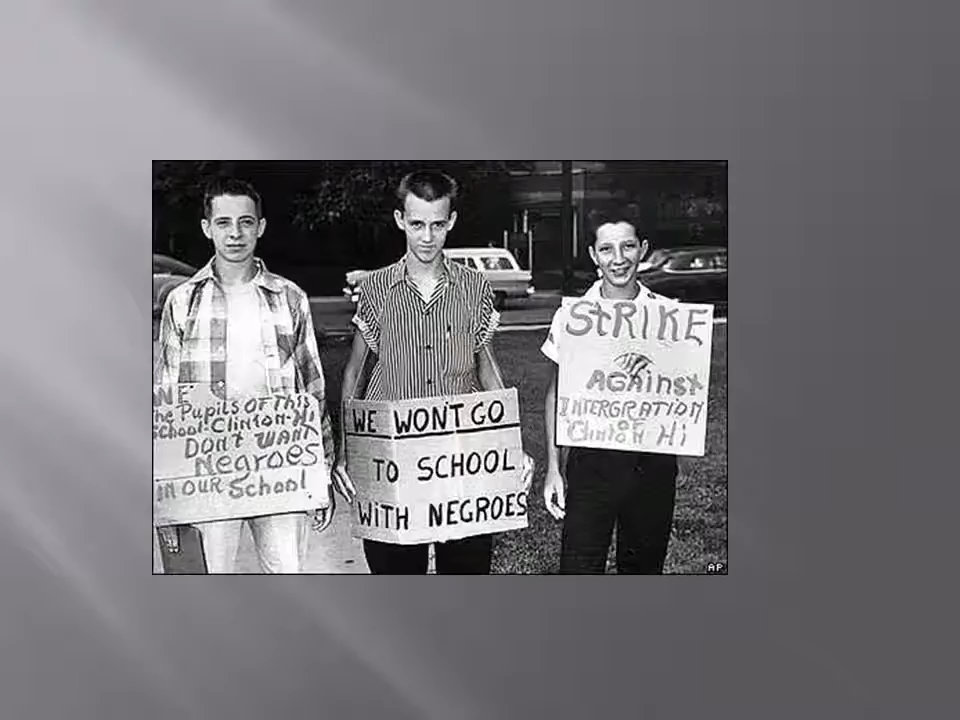 WE
the Pupils OF This
School-Clinton-Hi
DON't WANT
Negroes
IN OUR School
WE WON'T GO
TO SCHOOL
WITH NEGROES
StRIKE
AGAinst
INTERGRATION
OF
Clinton Hi
AP